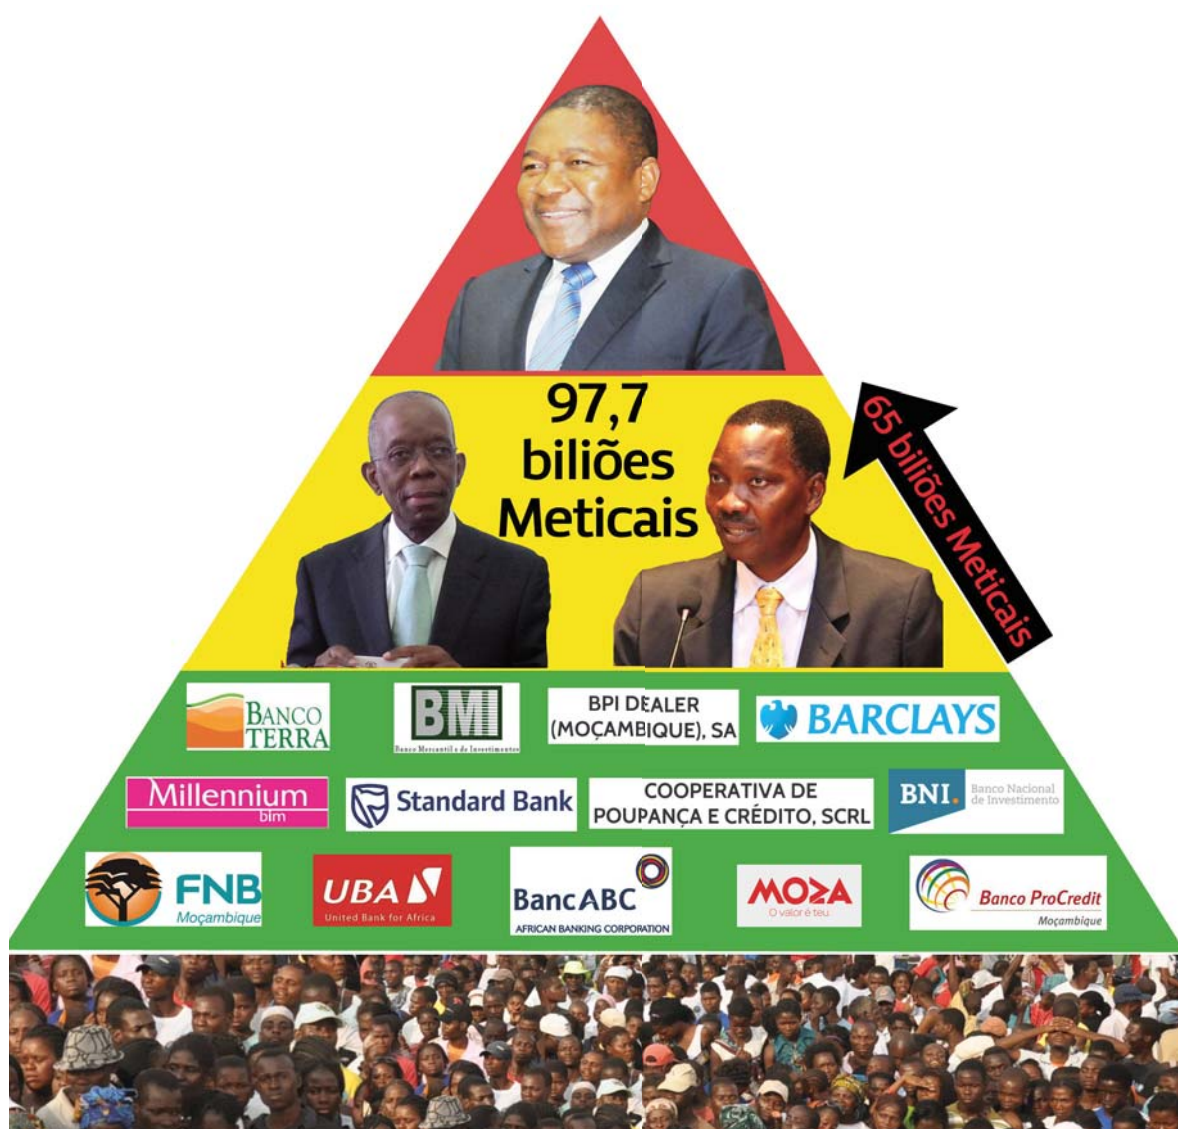 97,7
biliões
Meticais
65 biliões Meticais
BANCO
TERRA
BMI
Banco Mercantil e de Investimentos
BPI DEALER
(MOÇAMBIQUE), SA
BARCLAYS
Millennium
bim
Standard Bank
COOPERATIVA DE
POUPANÇA E CRÉDITO, SCRL
BNI.
Banco Nacional
de Investimento
FNB
Moçambique
UBA
United Bank for Africa
BancABC
AFRICAN BANKING CORPORATION
MOZA
O valor é teu.
Banco ProCredit
Moçambique